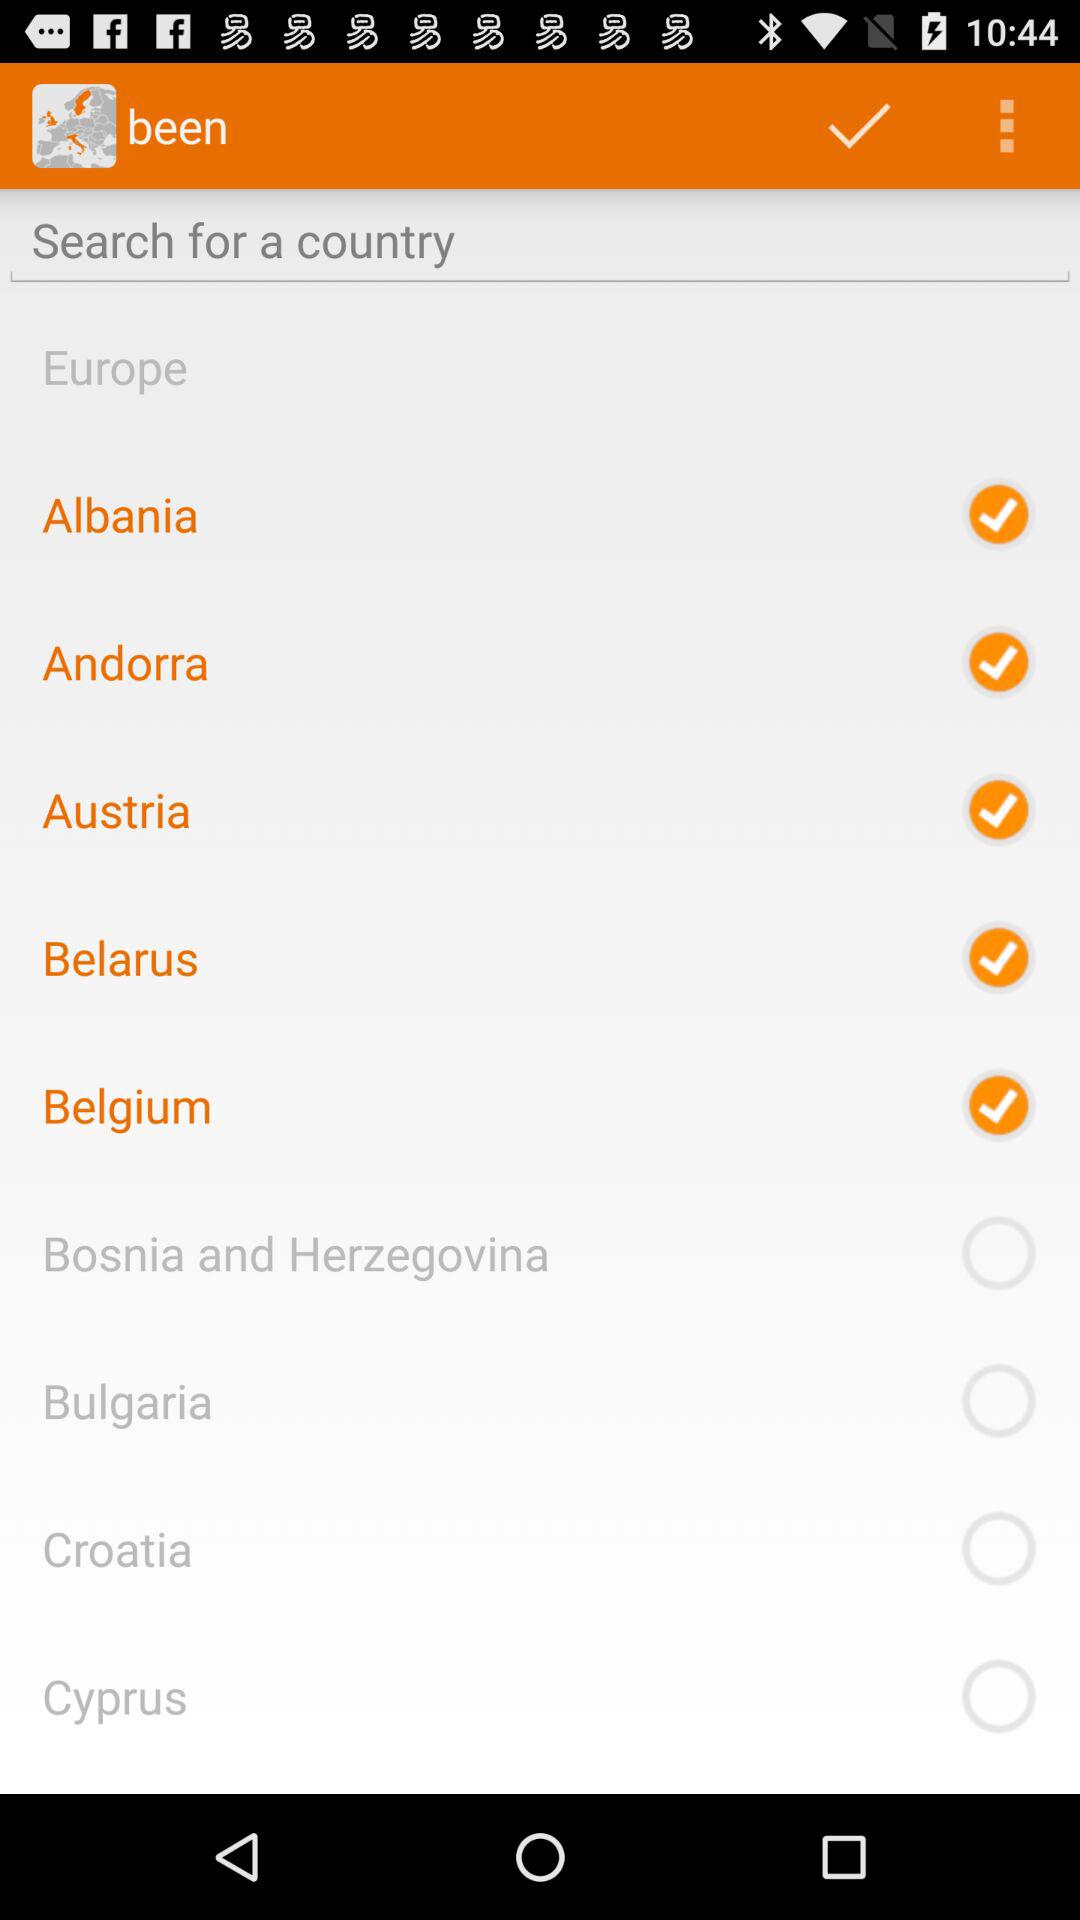 10:44
been
Search for a country
Europe
Albania
Andorra
Austria
Belarus
Belgium
Bosnia and Herzegovina
Bulgaria
Croatia
Cyprus